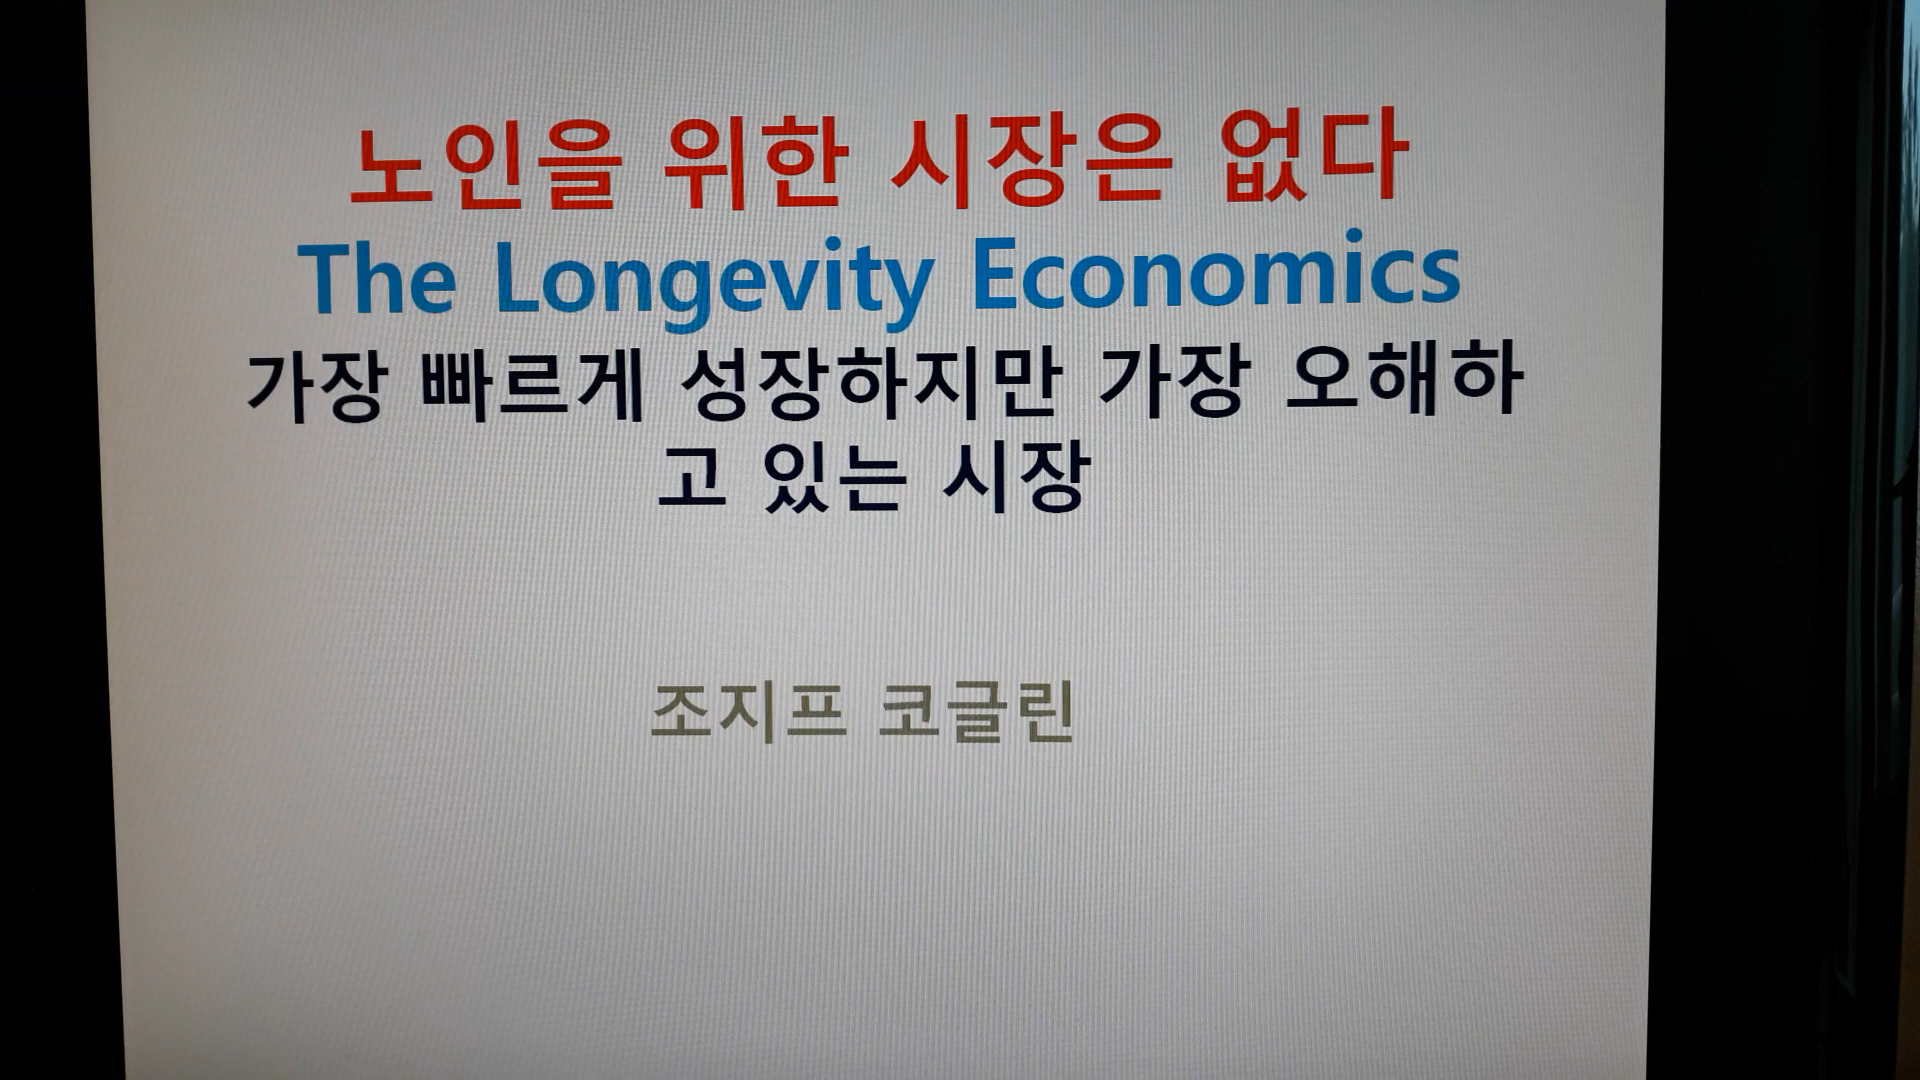 노인을 위한 시장은 없다
The Longevity Economics
가장 빠르게 성장하지만 가장 오해하
고 있는 시장
조지프 코글린